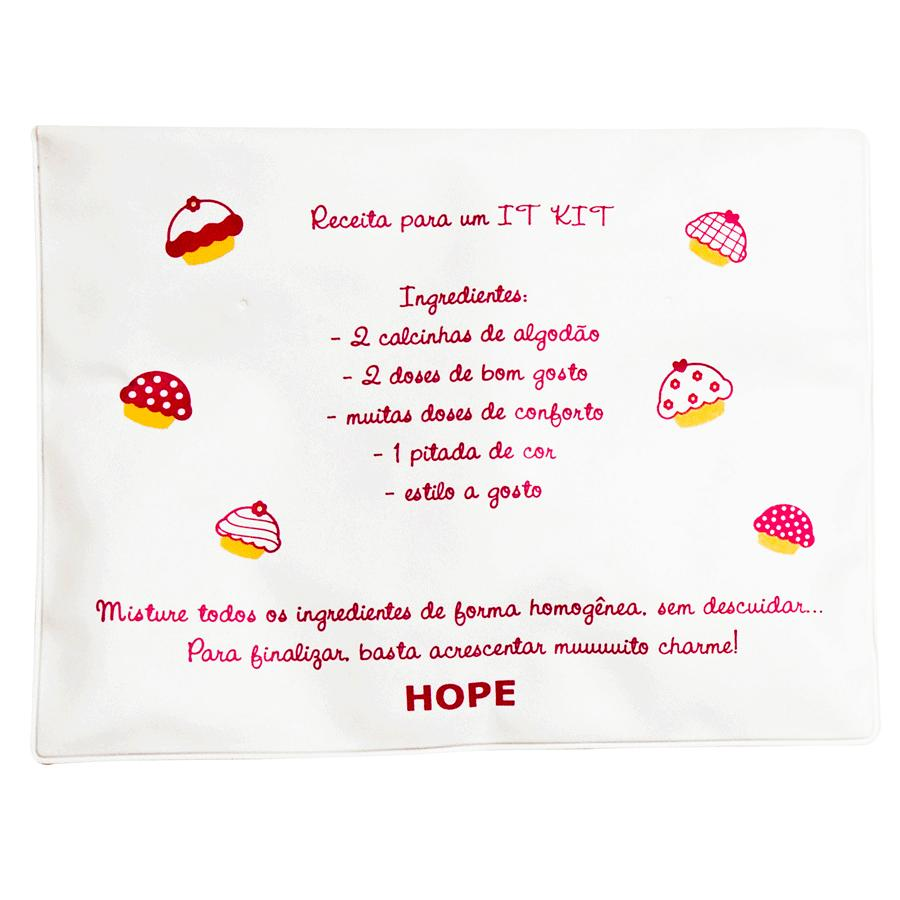 Receita para um IT KIT
Ingredientes:
- 2 calcinhas de algodão
- 2 doses de bom gosto
- muitas doses de conforto
- 1 pitada de cor
- estilo a gosto
Misture todos os ingredientes de forma homogênea, sem descuidar...
Para finalizar, basta acrescentar muuuuito charme!
HOPE